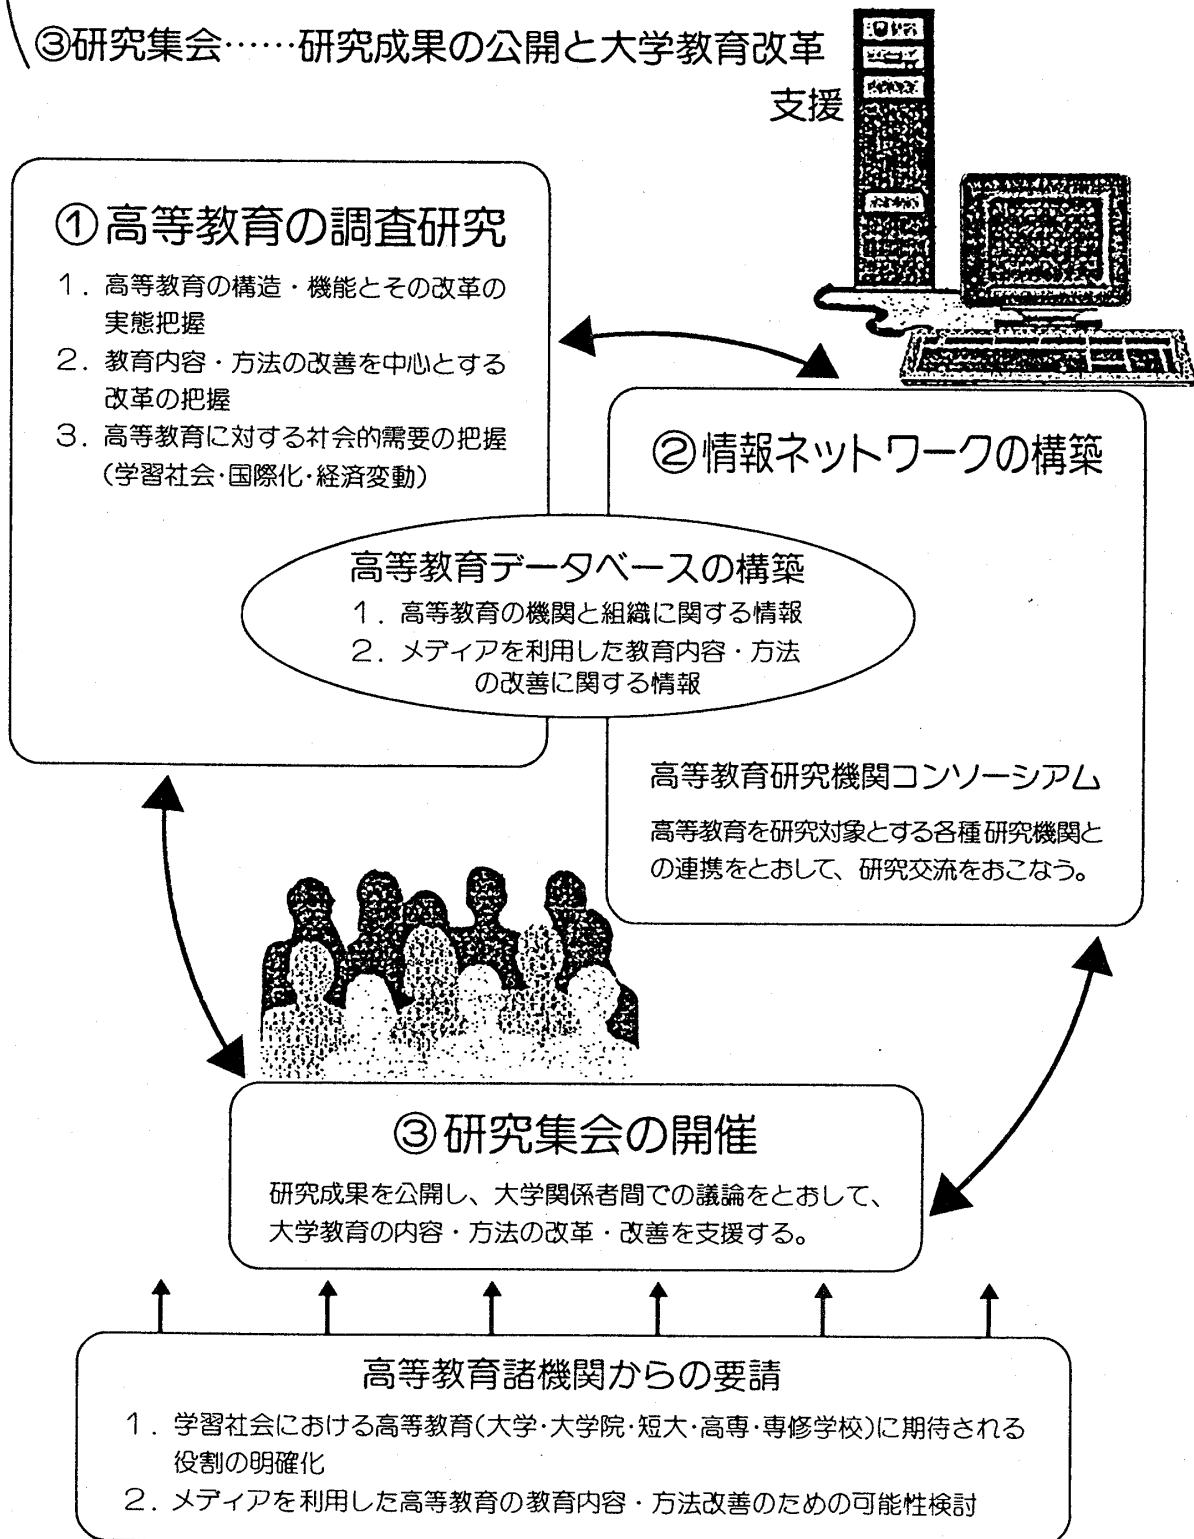 ③研究集会……研究成果の公開と大学教育改革
支援
①高等教育の調査研究
1. 高等教育の構造・機能とその改革の
実態把握
2. 教育内容・方法の改善を中心とする
改革の把握
3. 高等教育に対する社会的需要の把握
(学習社会・国際化・経済変動)
②情報ネットワークの構築
高等教育データベースの構築
1. 高等教育の機関と組織に関する情報
2. メディアを利用した教育内容・方法
の改善に関する情報
高等教育研究機関コンソーシアム
高等教育を研究対象とする各種研究機関と
の連携をとおして、研究交流をおこなう。
③研究集会の開催
研究成果を公開し、大学関係者間での議論をとおして、
大学教育の内容・方法の改革・改善を支援する。
高等教育諸機関からの要請
1. 学習社会における高等教育(大学・大学院・短大・高専・専修学校)に期待される
役割の明確化
2. メディアを利用した高等教育の教育内容・方法改善のための可能性検討